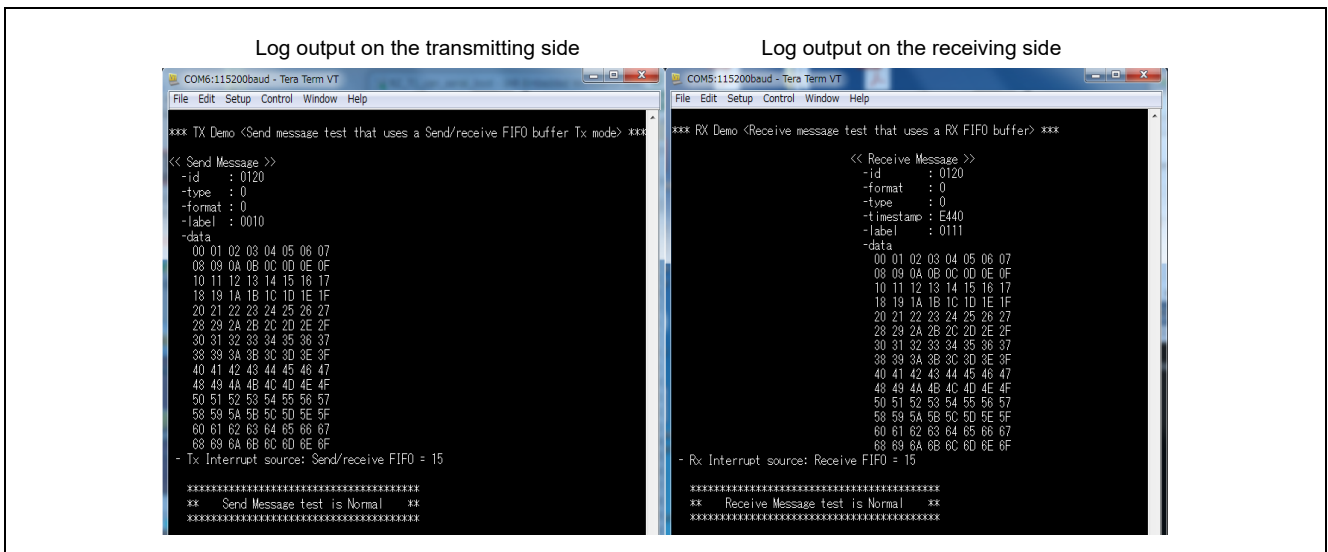 Log output on the transmitting side
COM6:115200baud - Tera Term VT
File Edit Setup Control Window Help
*** TX Demo <Send message test that uses a Send/receive FIFO buffer Tx mode> ***
<< Send Message >>
-id : 0120
-type : 0
-format : 0
-label : 0010
-data
00 01 02 03 04 05 06 07
08 09 0A 0B 0C 0D 0E 0F
10 11 12 13 14 15 16 17
18 19 1A 1B 1C 1D 1E 1F
20 21 22 23 24 25 26 27
28 29 2A 2B 2C 2D 2E 2F
30 31 32 33 34 35 36 37
38 39 3A 3B 3C 3D 3E 3F
40 41 42 43 44 45 46 47
48 49 4A 4B 4C 4D 4E 4F
50 51 52 53 54 55 56 57
58 59 5A 5B 5C 5D 5E 5F
60 61 62 63 64 65 66 67
68 69 6A 6B 6C 6D 6E 6F
- Tx Interrupt source: Send/receive FIFO = 15
***************************************
** Send Message test is Normal **
***************************************
Log output on the receiving side
COM5:115200baud - Tera Term VT
File Edit Setup Control Window Help
*** RX Demo <Receive message test that uses a RX FIFO buffer> ***
<< Receive Message >>
-id : 0120
-format : 0
-type : 0
-timestamp : E440
-label : 0111
-data
00 01 02 03 04 05 06 07
08 09 0A 0B 0C 0D 0E 0F
10 11 12 13 14 15 16 17
18 19 1A 1B 1C 1D 1E 1F
20 21 22 23 24 25 26 27
28 29 2A 2B 2C 2D 2E 2F
30 31 32 33 34 35 36 37
38 39 3A 3B 3C 3D 3E 3F
40 41 42 43 44 45 46 47
48 49 4A 4B 4C 4D 4E 4F
50 51 52 53 54 55 56 57
58 59 5A 5B 5C 5D 5E 5F
60 61 62 63 64 65 66 67
68 69 6A 6B 6C 6D 6E 6F
- Rx Interrupt source: Receive FIFO = 15
******************************************
** Receive Message test is Normal **
******************************************